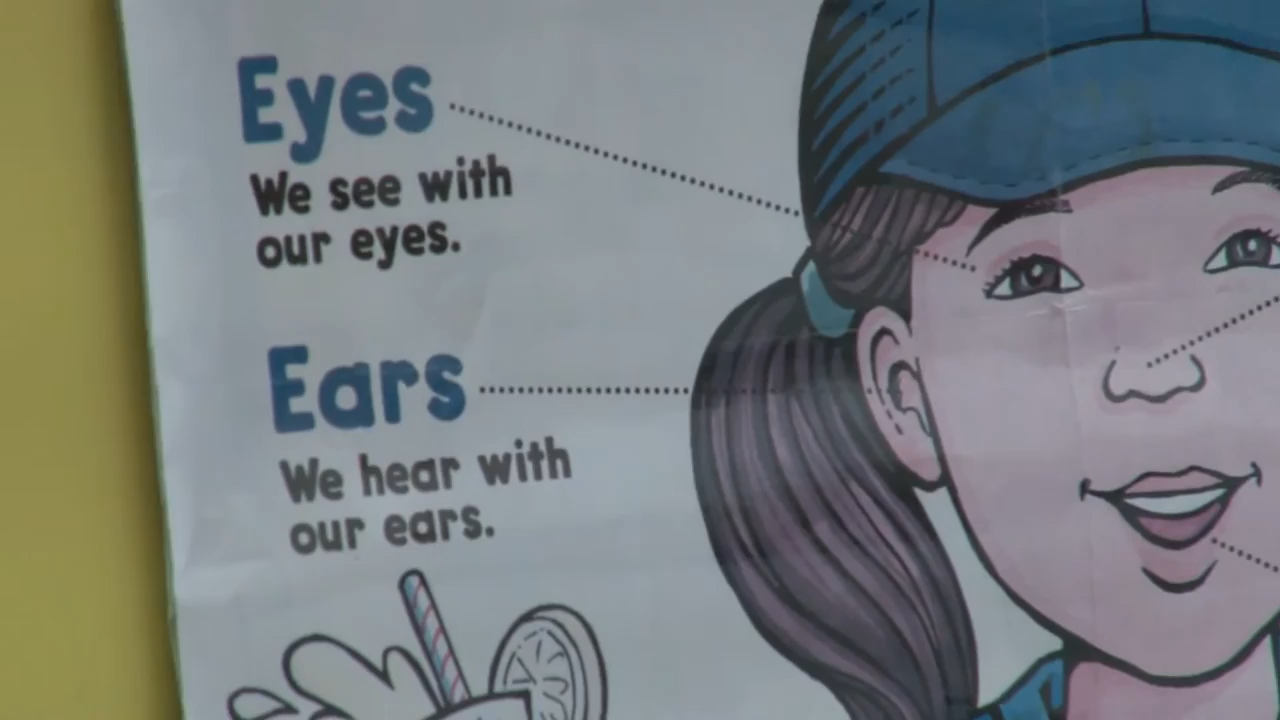 Eyes
We see with
our eyes.
Ears
We hear with
our ears.